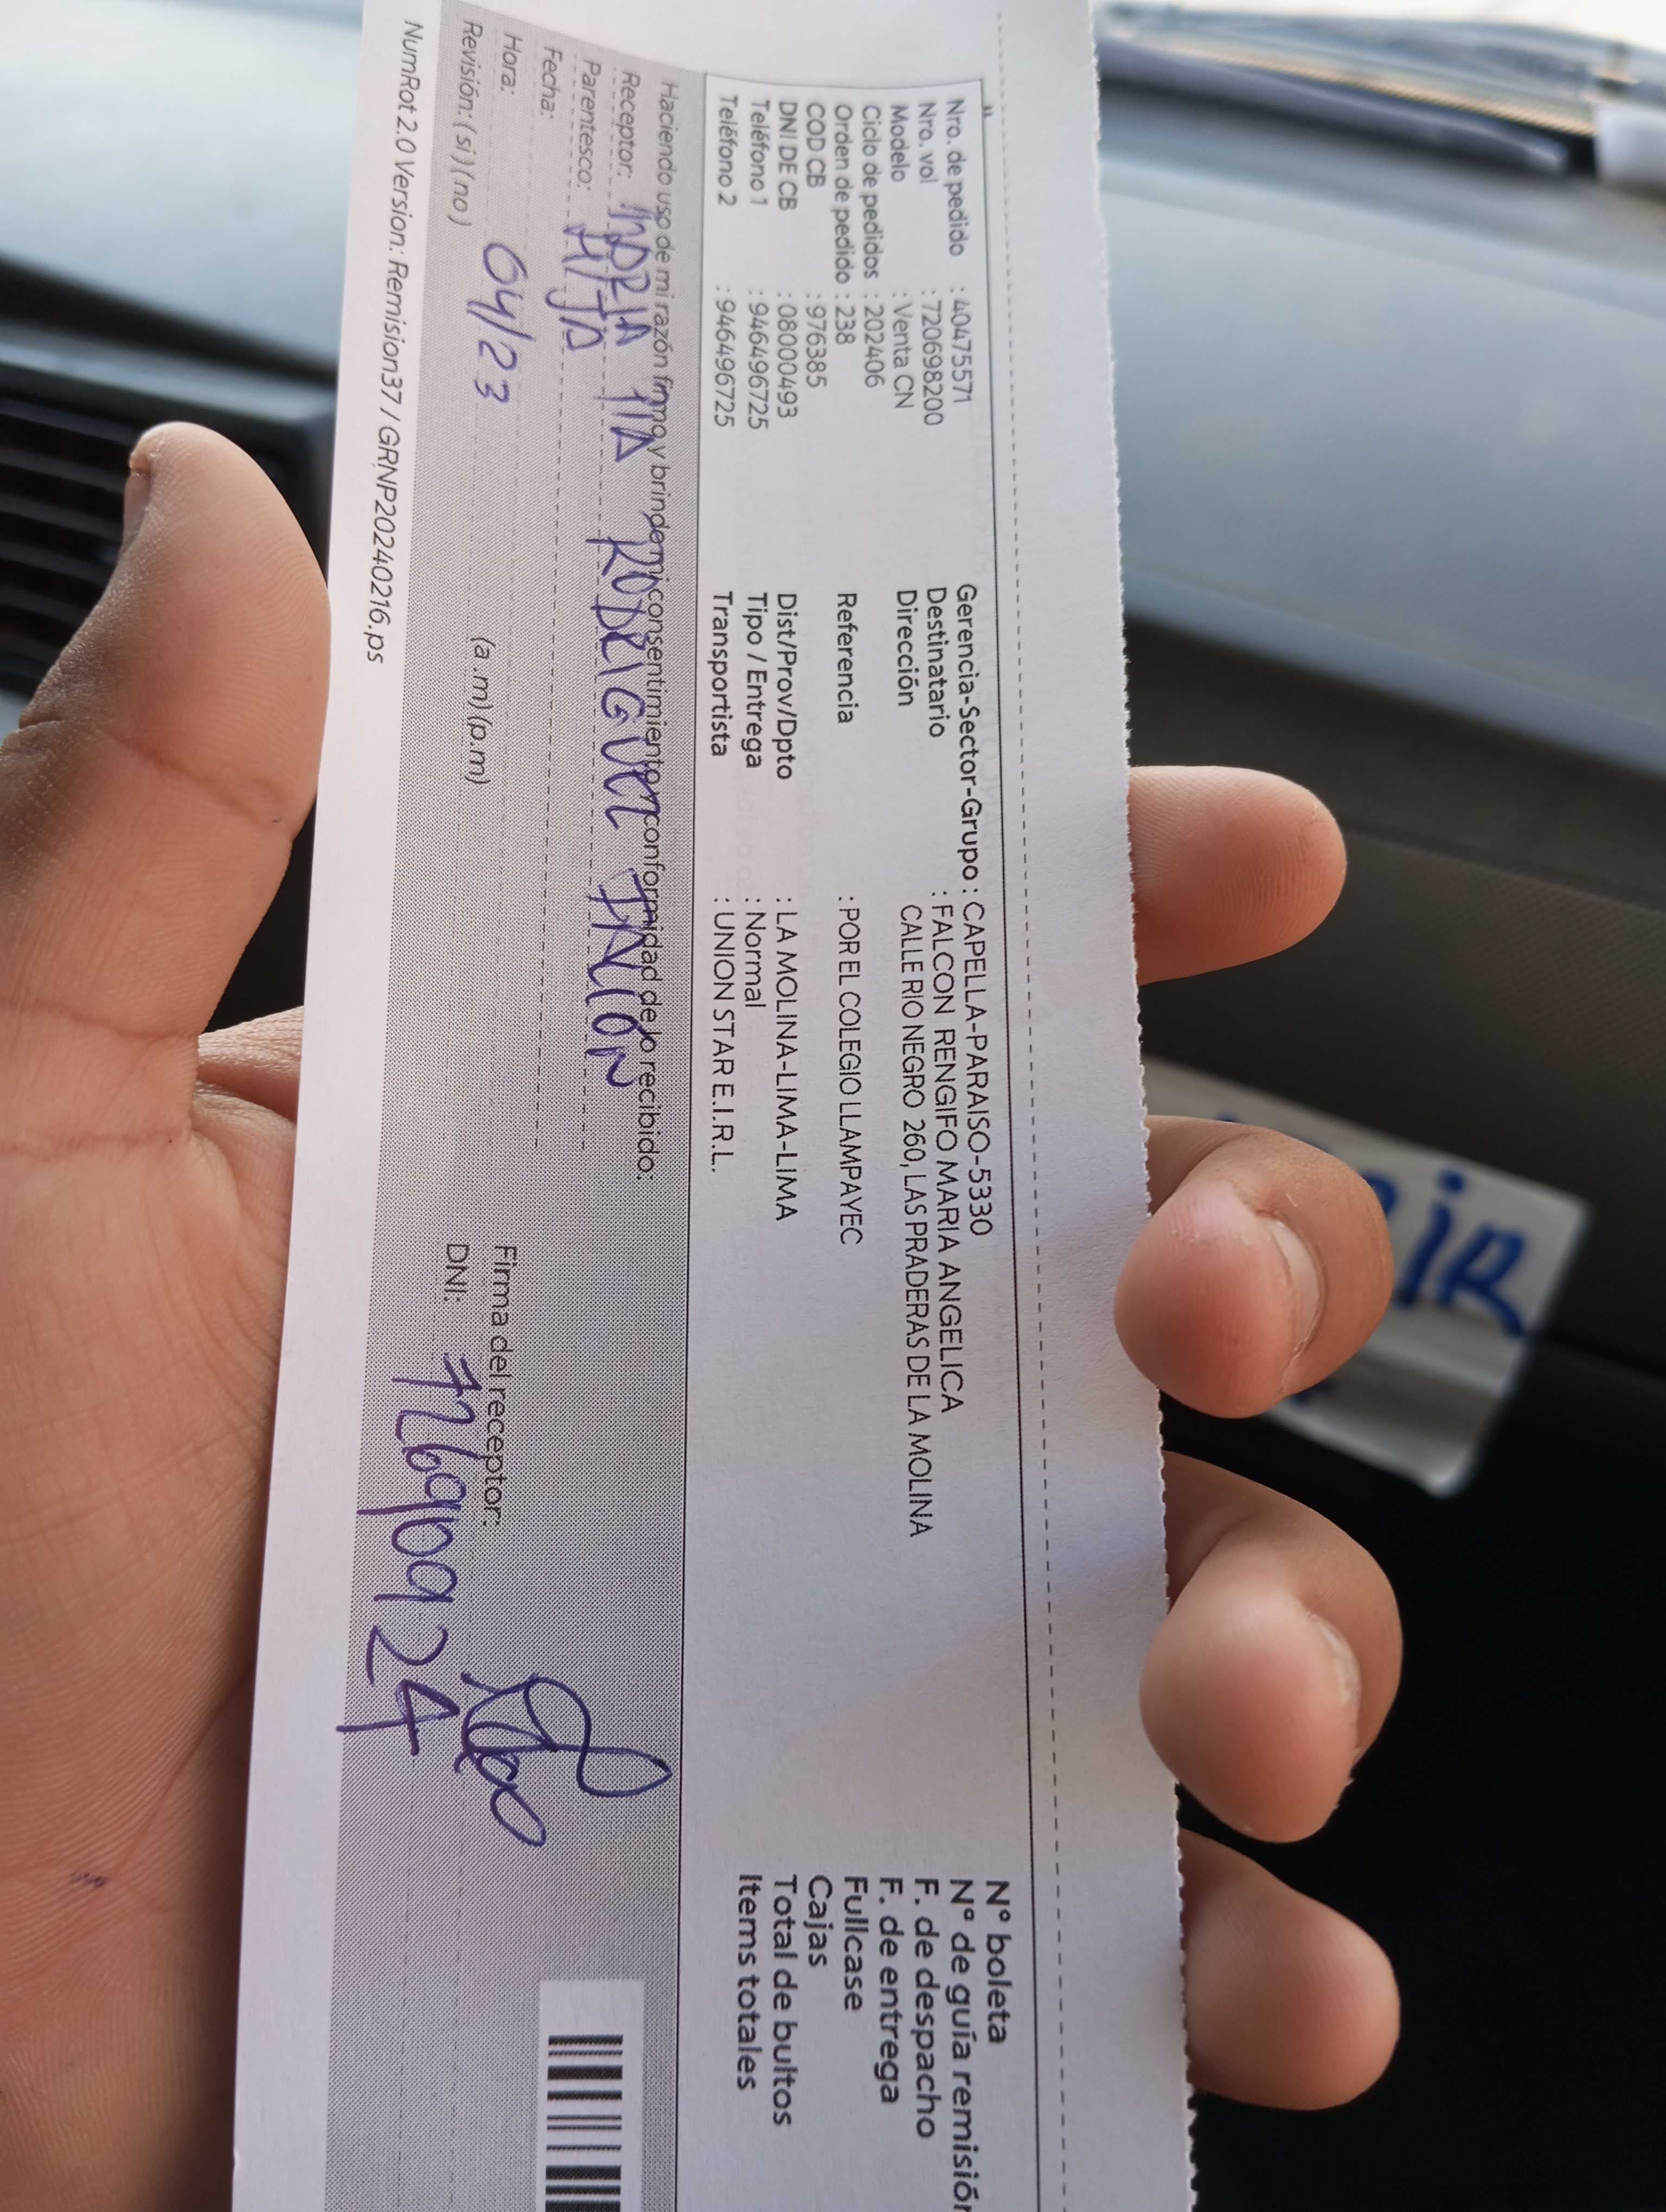 Nro. de pedido : 40475571
Nro. vol : 720698200
Modelo : Venta CN
Ciclo de pedidos : 202406
Orden de pedido : 238
COD CB : 976385
DNI DE CB : 08000493
Teléfono 1 : 946496725
Teléfono 2 : 946496725
Gerencia-Sector-Grupo : CAPELLA-PARAISO-5330
Destinatario : FALCON RENGIFO MARIA ANGELICA
Dirección CALLE RIO NEGRO 260, LAS PRADERAS DE LA MOLINA
Referencia : POR EL COLEGIO LLAMPAYEC
Dist/Prov/Dpto : LA MOLINA-LIMA-LIMA
Tipo / Entrega : Normal
Transportista : UNION STAR E.I.R.L.
N° boleta
N° de guía remisión
F. de despacho
F. de entrega
Fullcase
Cajas
Total de bultos
Items totales
Haciendo uso de mi razón firmo y brindo mi consentimiento y conformidad de lo recibido:
Receptor: RODRIGUEZ FALCON
Parentesco: HIJA
Fecha:
Hora: 04/23 (a.m) (p.m)
Revisión: (si) (no)
Firma del receptor:
DNI: 72690924
NumRot 2.0 Version: Remision37 / GRNP20240216.ps